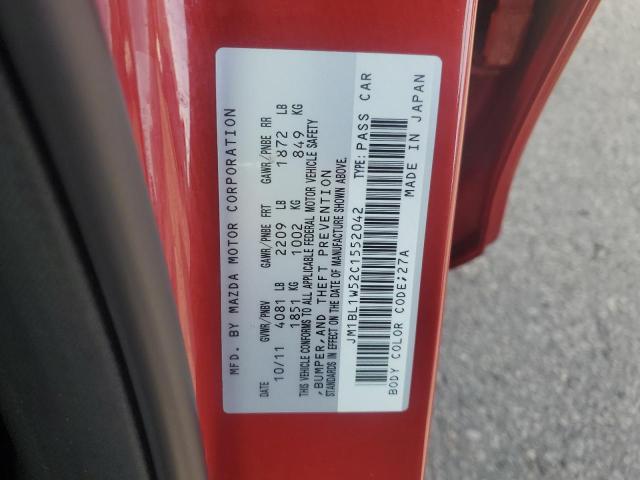 MFD. BY MAZDA MOTOR CORPORATION
DATE GVWR/PNBV GAWR/PNBE FRT GAWR/PNBE RR
10/11 4081 LB 2209 LB 1872 LB
1851 KG 1002 KG 849 KG
THIS VEHICLE CONFORMS TO ALL APPLICABLE FEDERAL MOTOR VEHICLE SAFETY
,BUMPER,AND THEFT PREVENTION
STANDARDS IN EFFECT ON THE DATE OF MANUFACTURE SHOWN ABOVE.
JM1BL1W52C1552042 TYPE: PASS CAR
BODY COLOR CODE;27A MADE IN JAPAN